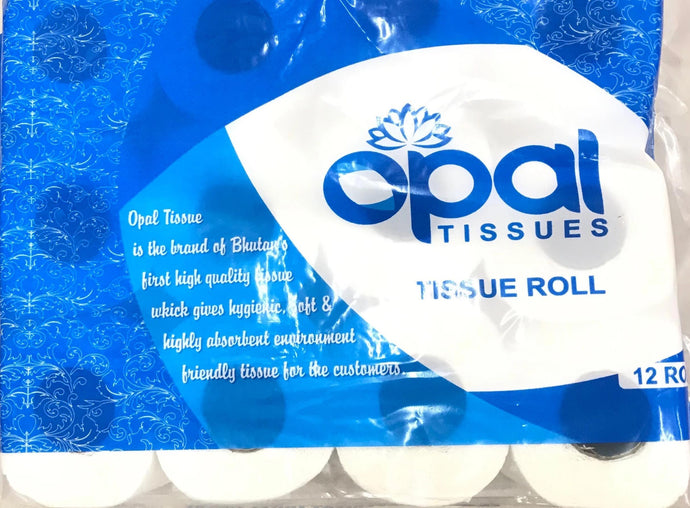 opal
TISSUES
TISSUE ROLL
Opal Tissue
is the brand of Bhutan's
first high quality tissue
wkick gives hygienic, soft &
highly absorbent environment
friendly tissue for the customers.
12 RO